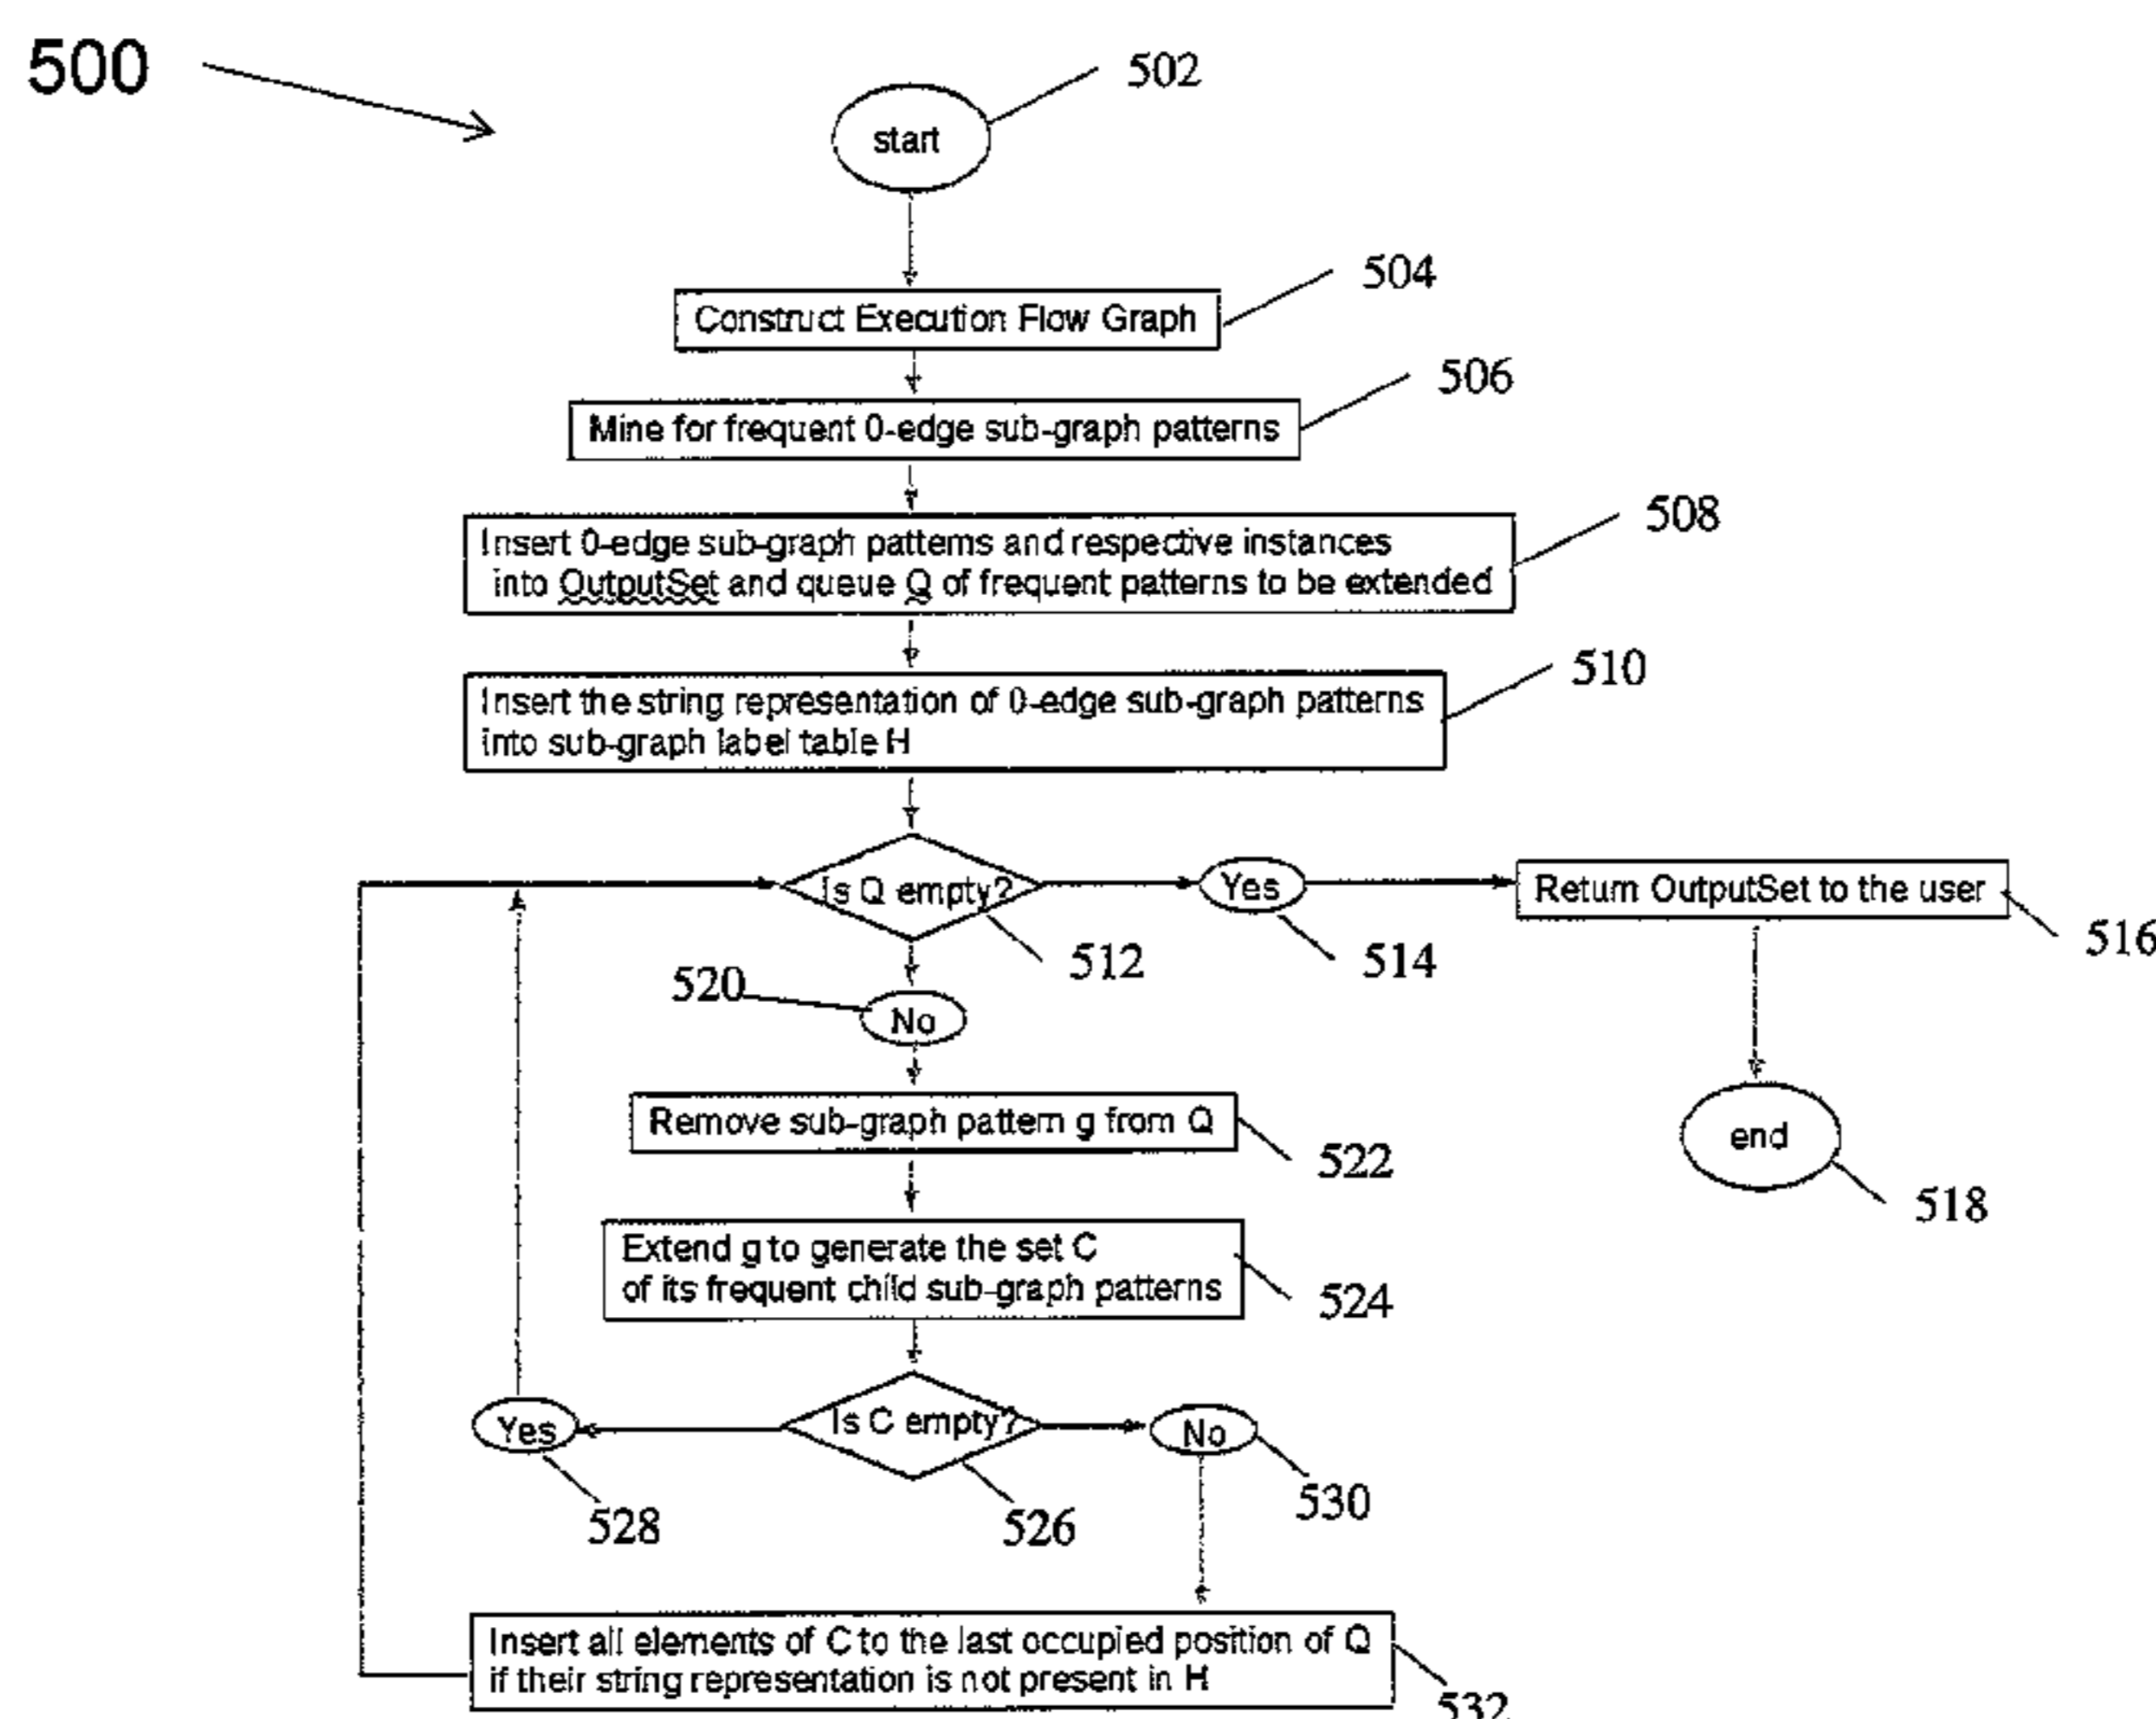 500
502
start
504
Construct Execution Flow Graph
506
Mine for frequent 0-edge sub-graph patterns
508
Insert 0-edge sub-graph patterns and respective instances
into OutputSet and queue Q of frequent patterns to be extended
510
Insert the string representation of 0-edge sub-graph patterns
into sub-graph label table H
Is Q empty?
Yes
Return OutputSet to the user
512
514
516
520
No
Remove sub-graph pattern g from Q
522
end
518
Extend g to generate the set C
of its frequent child sub-graph patterns
524
Yes
Is C empty?
No
528
526
530
Insert all elements of C to the last occupied position of Q
if their string representation is not present in H
532